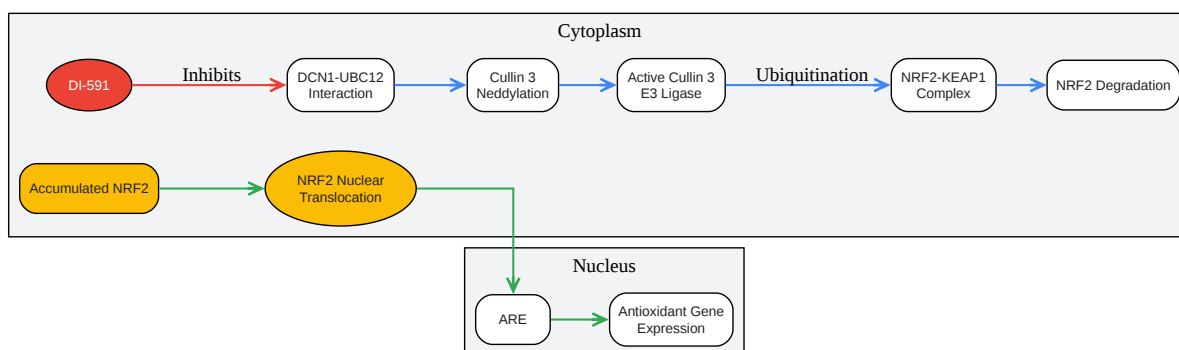 Cytoplasm
DI-591
Inhibits
DCN1-UBC12
Interaction
Cullin 3
Neddylation
Active Cullin 3
E3 Ligase
Ubiquitination
NRF2-KEAP1
Complex
NRF2 Degradation
Accumulated NRF2
NRF2 Nuclear
Translocation
Nucleus
ARE
Antioxidant Gene
Expression